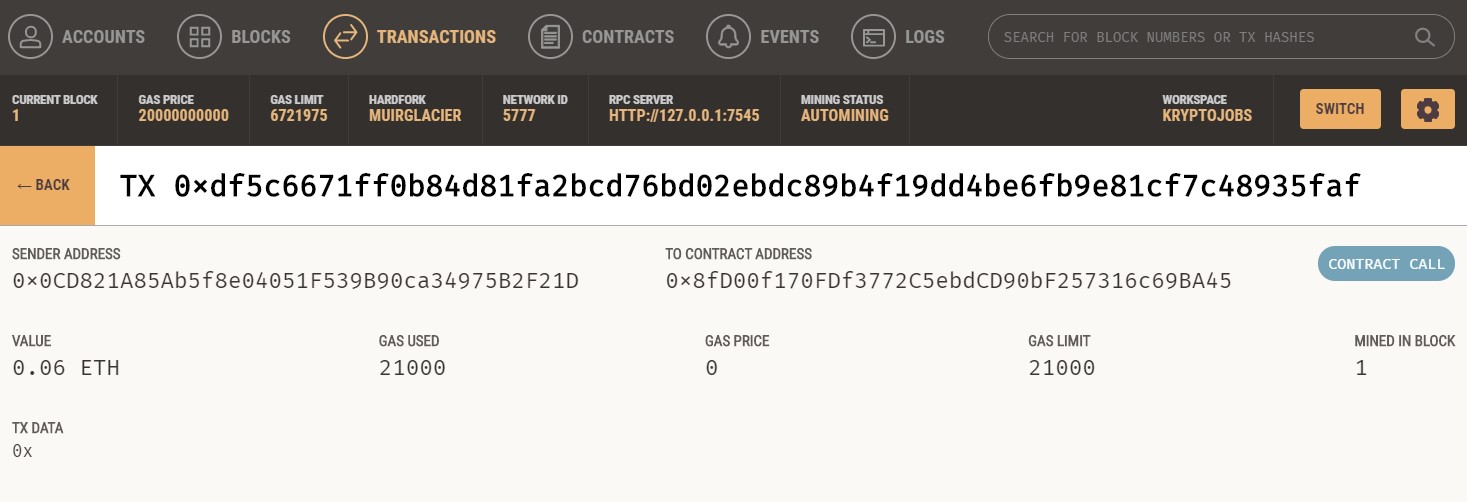 ACCOUNTS BLOCKS TRANSACTIONS CONTRACTS EVENTS LOGS SEARCH FOR BLOCK NUMBERS OR TX HASHES
CURRENT BLOCK GAS PRICE GAS LIMIT HARDFORK NETWORK ID RPC SERVER MINING STATUS WORKSPACE
1 20000000000 6721975 MUIRGLACIER 5777 HTTP://127.0.0.1:7545 AUTOMINING KRYPTOJOBS SWITCH
← BACK TX 0×df5c6671ff0b84d81fa2bcd76bd02ebdc89b4f19dd4be6fb9e81cf7c48935faf
SENDER ADDRESS TO CONTRACT ADDRESS
0×0CD821A85Ab5f8e04051F539B90ca34975B2F21D 0×8fD00f170FDf3772C5ebdCD90bF257316c69BA45 CONTRACT CALL
VALUE GAS USED GAS PRICE GAS LIMIT MINED IN BLOCK
0.06 ETH 21000 0 21000 1
TX DATA
0x